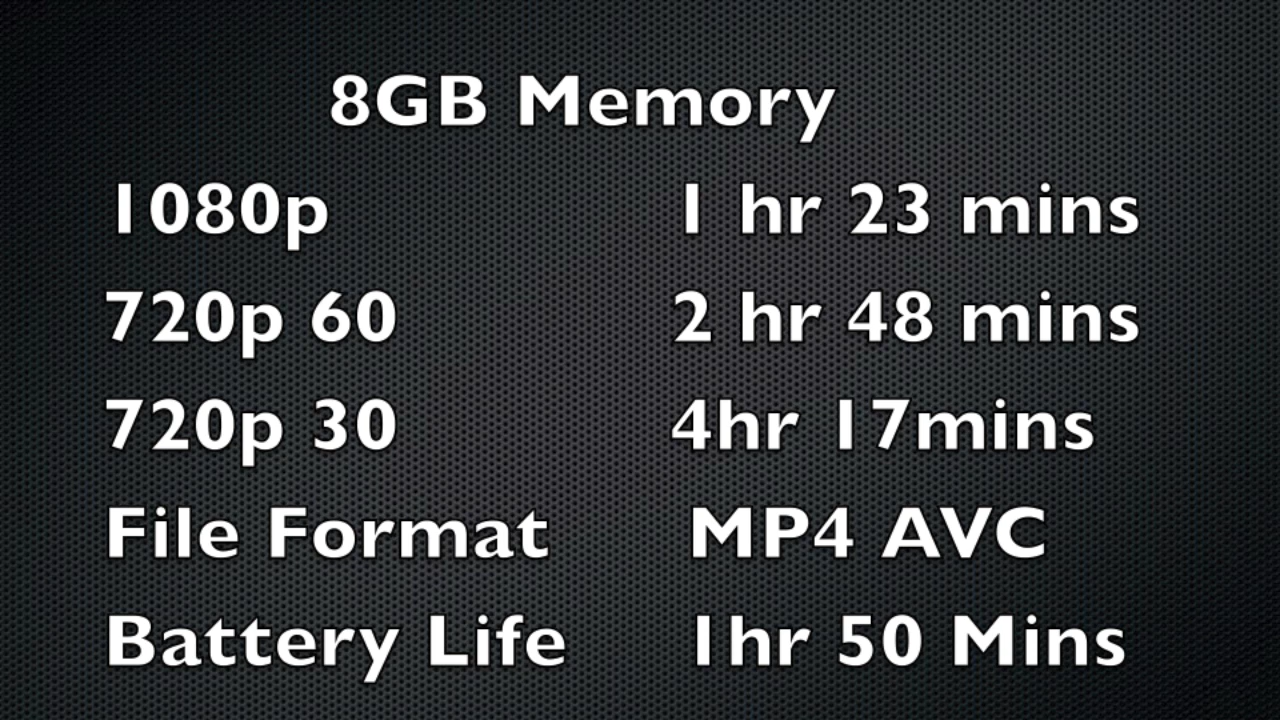 8GB Memory
1080p 1 hr 23 mins
720p 60 2 hr 48 mins
720p 30 4hr 17mins
File Format MP4 AVC
Battery Life 1hr 50 Mins